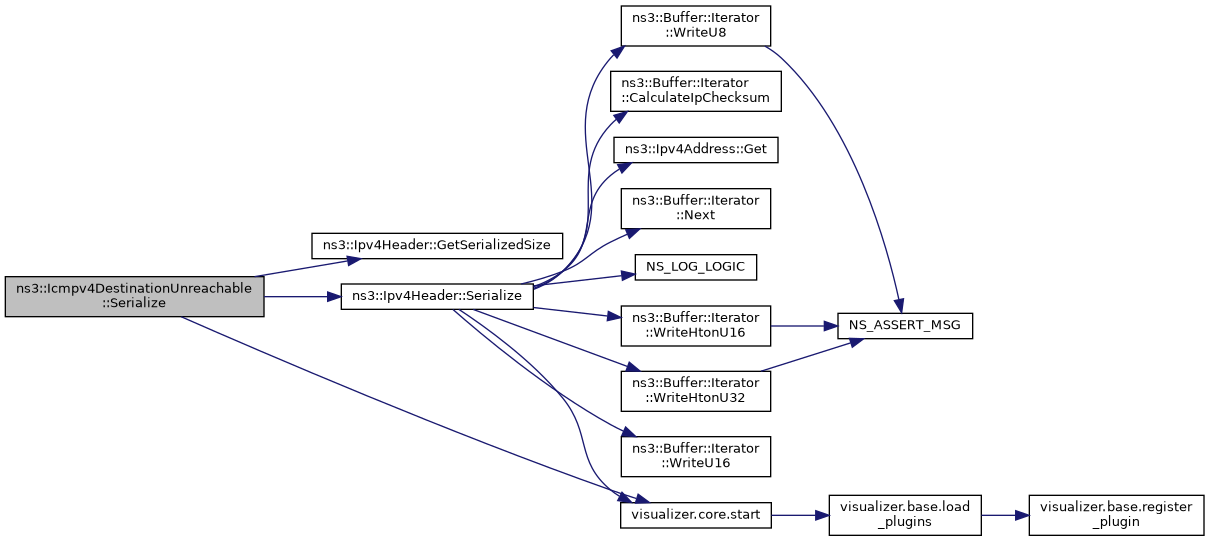 ns3::Icmpv4DestinationUnreachable
::Serialize
ns3::Ipv4Header::GetSerializedSize
ns3::Ipv4Header::Serialize
ns3::Buffer::Iterator
::WriteU8
ns3::Buffer::Iterator
::CalculateIpChecksum
ns3::Ipv4Address::Get
ns3::Buffer::Iterator
::Next
NS_LOG_LOGIC
ns3::Buffer::Iterator
::WriteHtonU16
ns3::Buffer::Iterator
::WriteHtonU32
ns3::Buffer::Iterator
::WriteU16
visualizer.core.start
NS_ASSERT_MSG
visualizer.base.load
_plugins
visualizer.base.register
_plugin